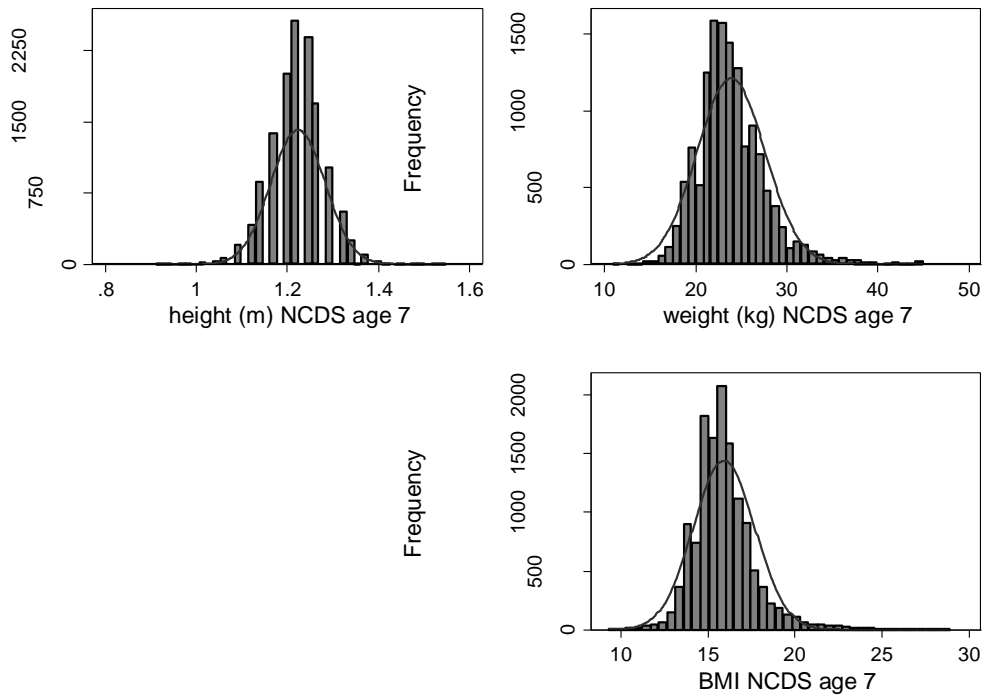 2250
1500
750
0
.8 1 1.2 1.4 1.6
height (m) NCDS age 7
Frequency
1500
1000
500
0
10 20 30 40 50
weight (kg) NCDS age 7
Frequency
2000
1500
1000
500
0
10 15 20 25 30
BMI NCDS age 7